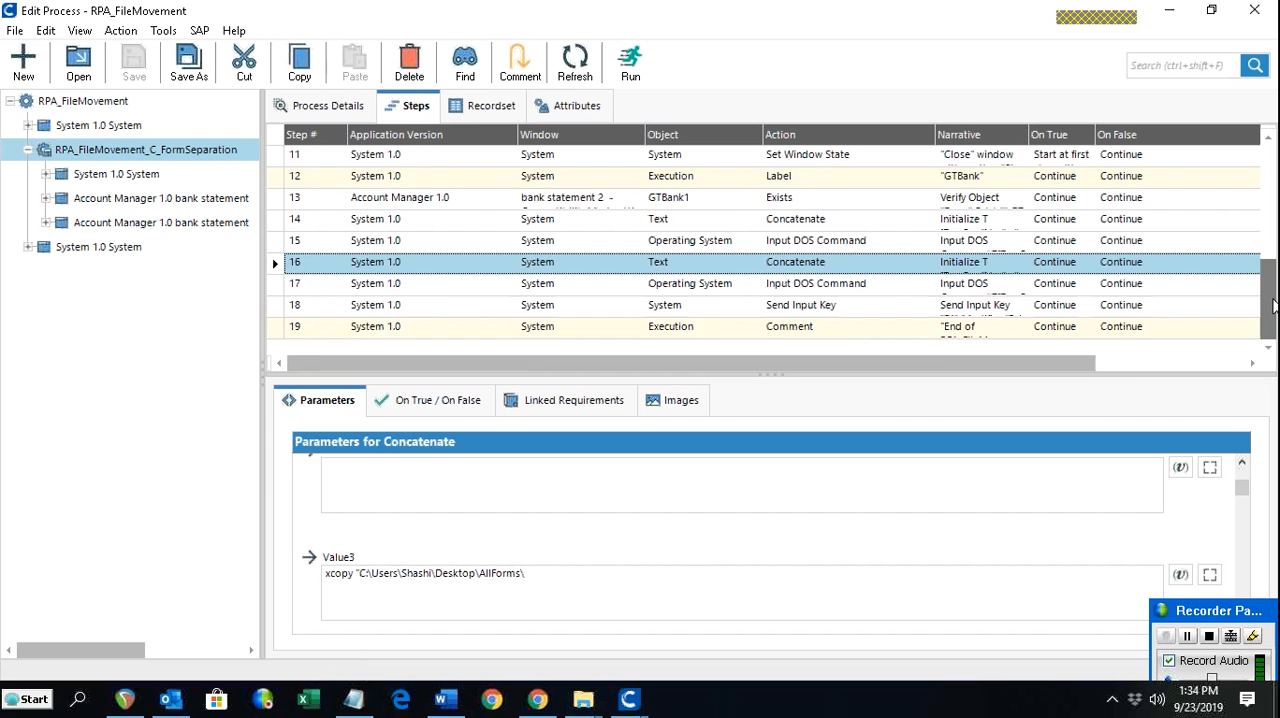 Edit Process - RPA_FileMovement
File Edit View Action Tools SAP Help
New Open Save Save As Cut Copy Paste Delete Find Comment Refresh Run
Search (ctrl+shift+F)
RPA_FileMovement
System 1.0 System
RPA_FileMovement_C_FormSeparation
System 1.0 System
Account Manager 1.0 bank statement
Account Manager 1.0 bank statement
System 1.0 System
Process Details Steps Recordset Attributes
Step # Application Version Window Object Action Narrative On True On False
11 System 1.0 System System Set Window State "Close" window Start at first Continue
12 System 1.0 System Execution Label "GTBank" Continue Continue
13 Account Manager 1.0 bank statement 2 - GTBank1 Exists Verify Object Continue Continue
14 System 1.0 System Text Concatenate Initialize T Continue Continue
15 System 1.0 System Operating System Input DOS Command Input DOS Continue Continue
16 System 1.0 System Text Concatenate Initialize T Continue Continue
17 System 1.0 System Operating System Input DOS Command Input DOS Continue Continue
18 System 1.0 System System Send Input Key Send Input Key Continue Continue
19 System 1.0 System Execution Comment "End of Continue Continue
Parameters On True / On False Linked Requirements Images
Parameters for Concatenate
(v)
Value3
xcopy "C:\Users\Shashi\Desktop\AllForms\
(v)
Recorder Pa...
Record Audio
Start
1:34 PM
9/23/2019